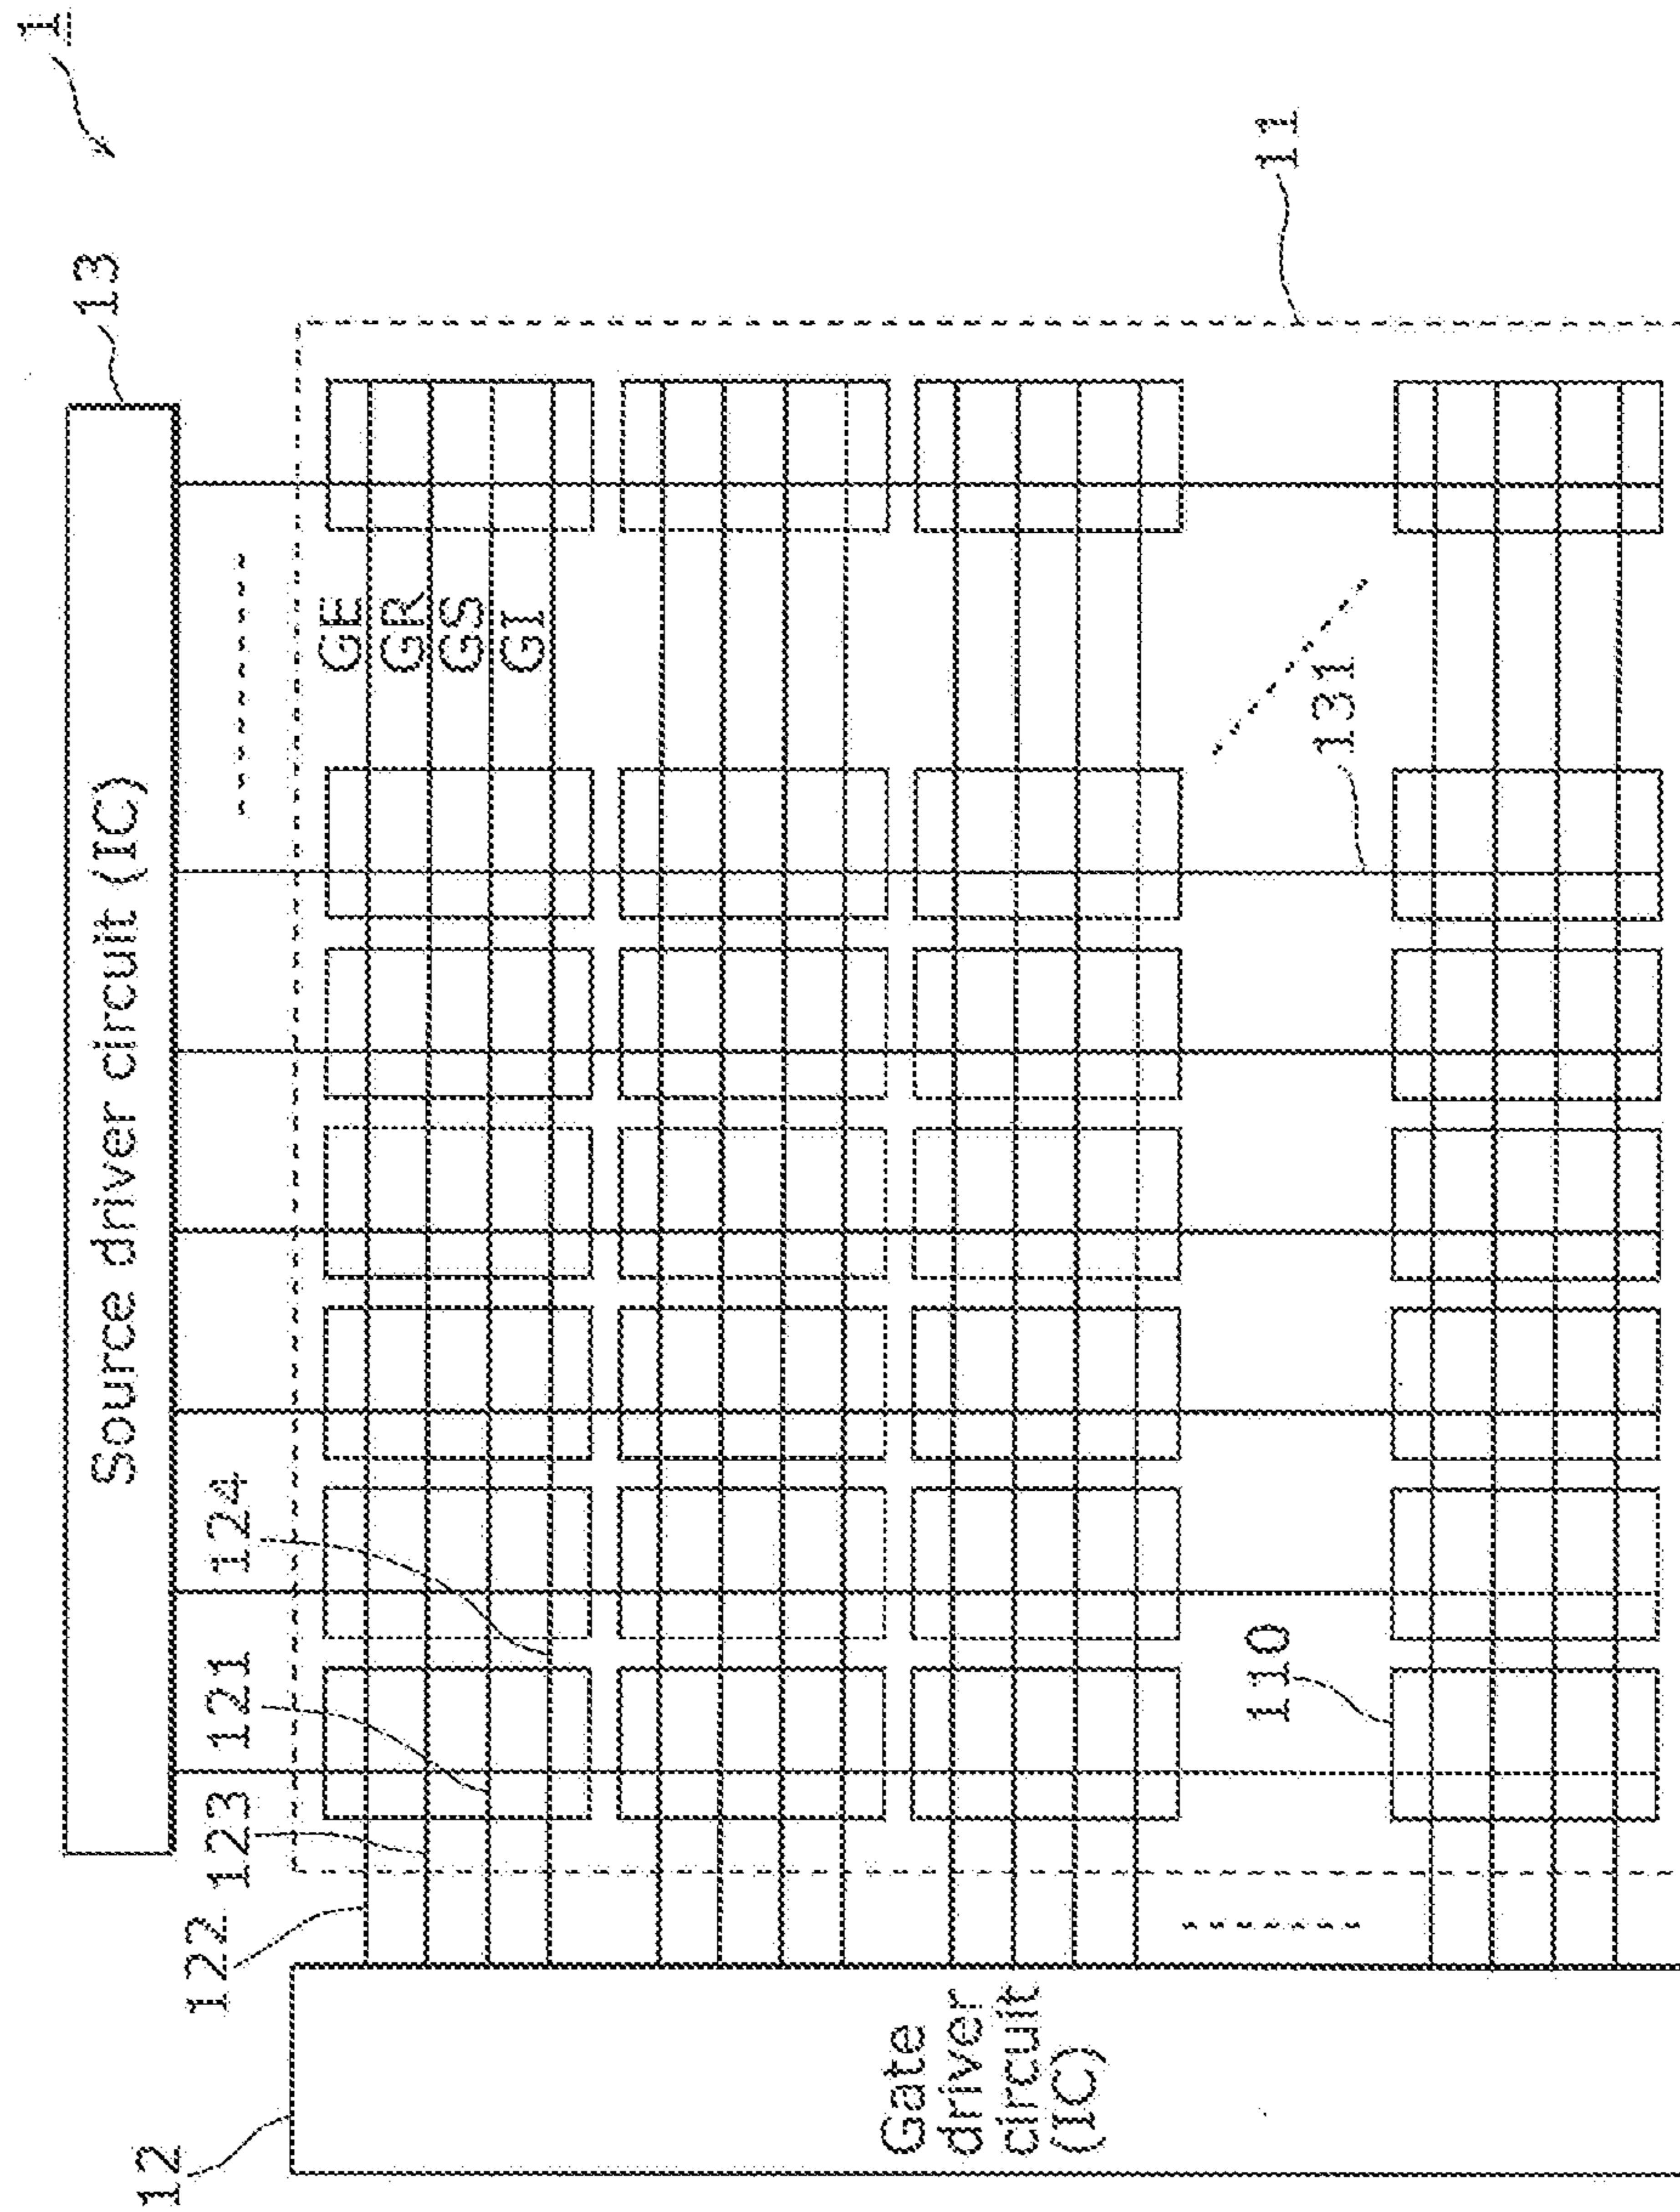 1
13
Source driver circuit (IC)
122
123
121
124
GE
GR
GS
GI
12
Gate
driver
circuit
(IC)
11
131
110